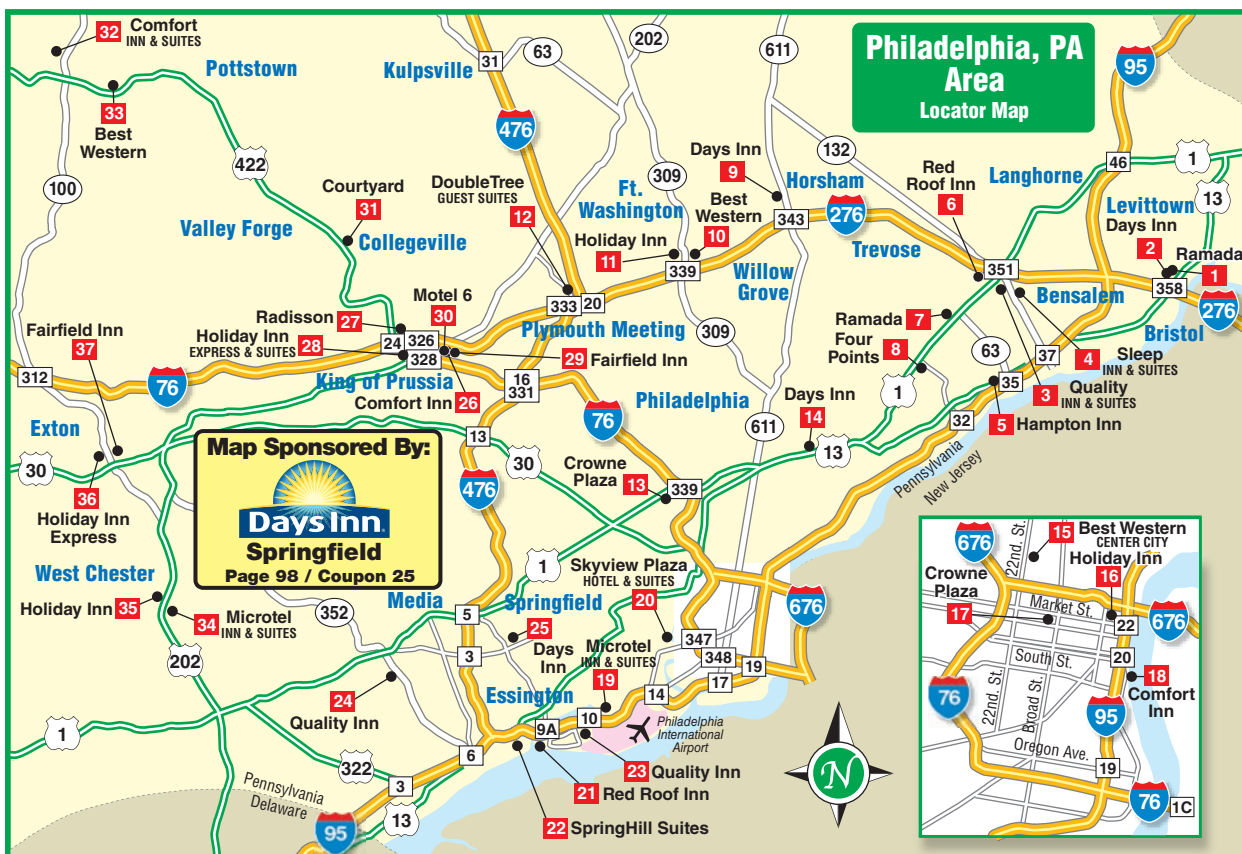 Philadelphia, PA
Area
Locator Map
32 Comfort
INN & SUITES
Pottstown
33
Best
Western
422
100
Kulpsville
31
63
202
611
476
132
95
46
1
13
Langhorne
Levittown
Days Inn
2
Ramada
1
358
276
Bristol
Days Inn
9
Horsham
343
276
Trevose
Red
Roof Inn
6
351
Bensalem
Courtyard
31
Valley Forge
Collegeville
DoubleTree
GUEST SUITES
12
Ft.
Washington
309
Best
Western
10
Holiday Inn
11
339
Willow
Grove
309
333
20
Plymouth Meeting
Motel 6
30
Radisson
27
Holiday Inn
EXPRESS & SUITES
28
24
326
328
29 Fairfield Inn
King of Prussia
Comfort Inn
26
16
331
Fairfield Inn
37
312
76
Exton
30
36
Holiday Inn
Express
Ramada 7
Four
Points
8
63
37
4 Sleep
INN & SUITES
3 Quality
INN & SUITES
35
5 Hampton Inn
1
32
Philadelphia
76
611
Days Inn
14
13
Pennsylvania
New Jersey
Map Sponsored By:
Days Inn
Springfield
Page 98 / Coupon 25
13
476
30
Crowne
Plaza
13
339
West Chester
Holiday Inn 35
34 Microtel
INN & SUITES
202
352
Media
5
1
Springfield
25
Days
Inn
3
Skyview Plaza
HOTEL & SUITES
20
676
347
348
19
17
14
Microtel
INN & SUITES
19
Essington
10
9A
24
Quality Inn
6
Philadelphia
International
Airport
23 Quality Inn
21 Red Roof Inn
22 SpringHill Suites
1
322
3
13
Pennsylvania
Delaware
95
N
676
22nd. St.
15 Best Western
CENTER CITY
Holiday Inn
16
Crowne
Plaza
17
Market St.
22
676
South St.
20
18
Comfort
Inn
22nd. St.
Broad St.
76
95
Oregon Ave.
19
76
1C